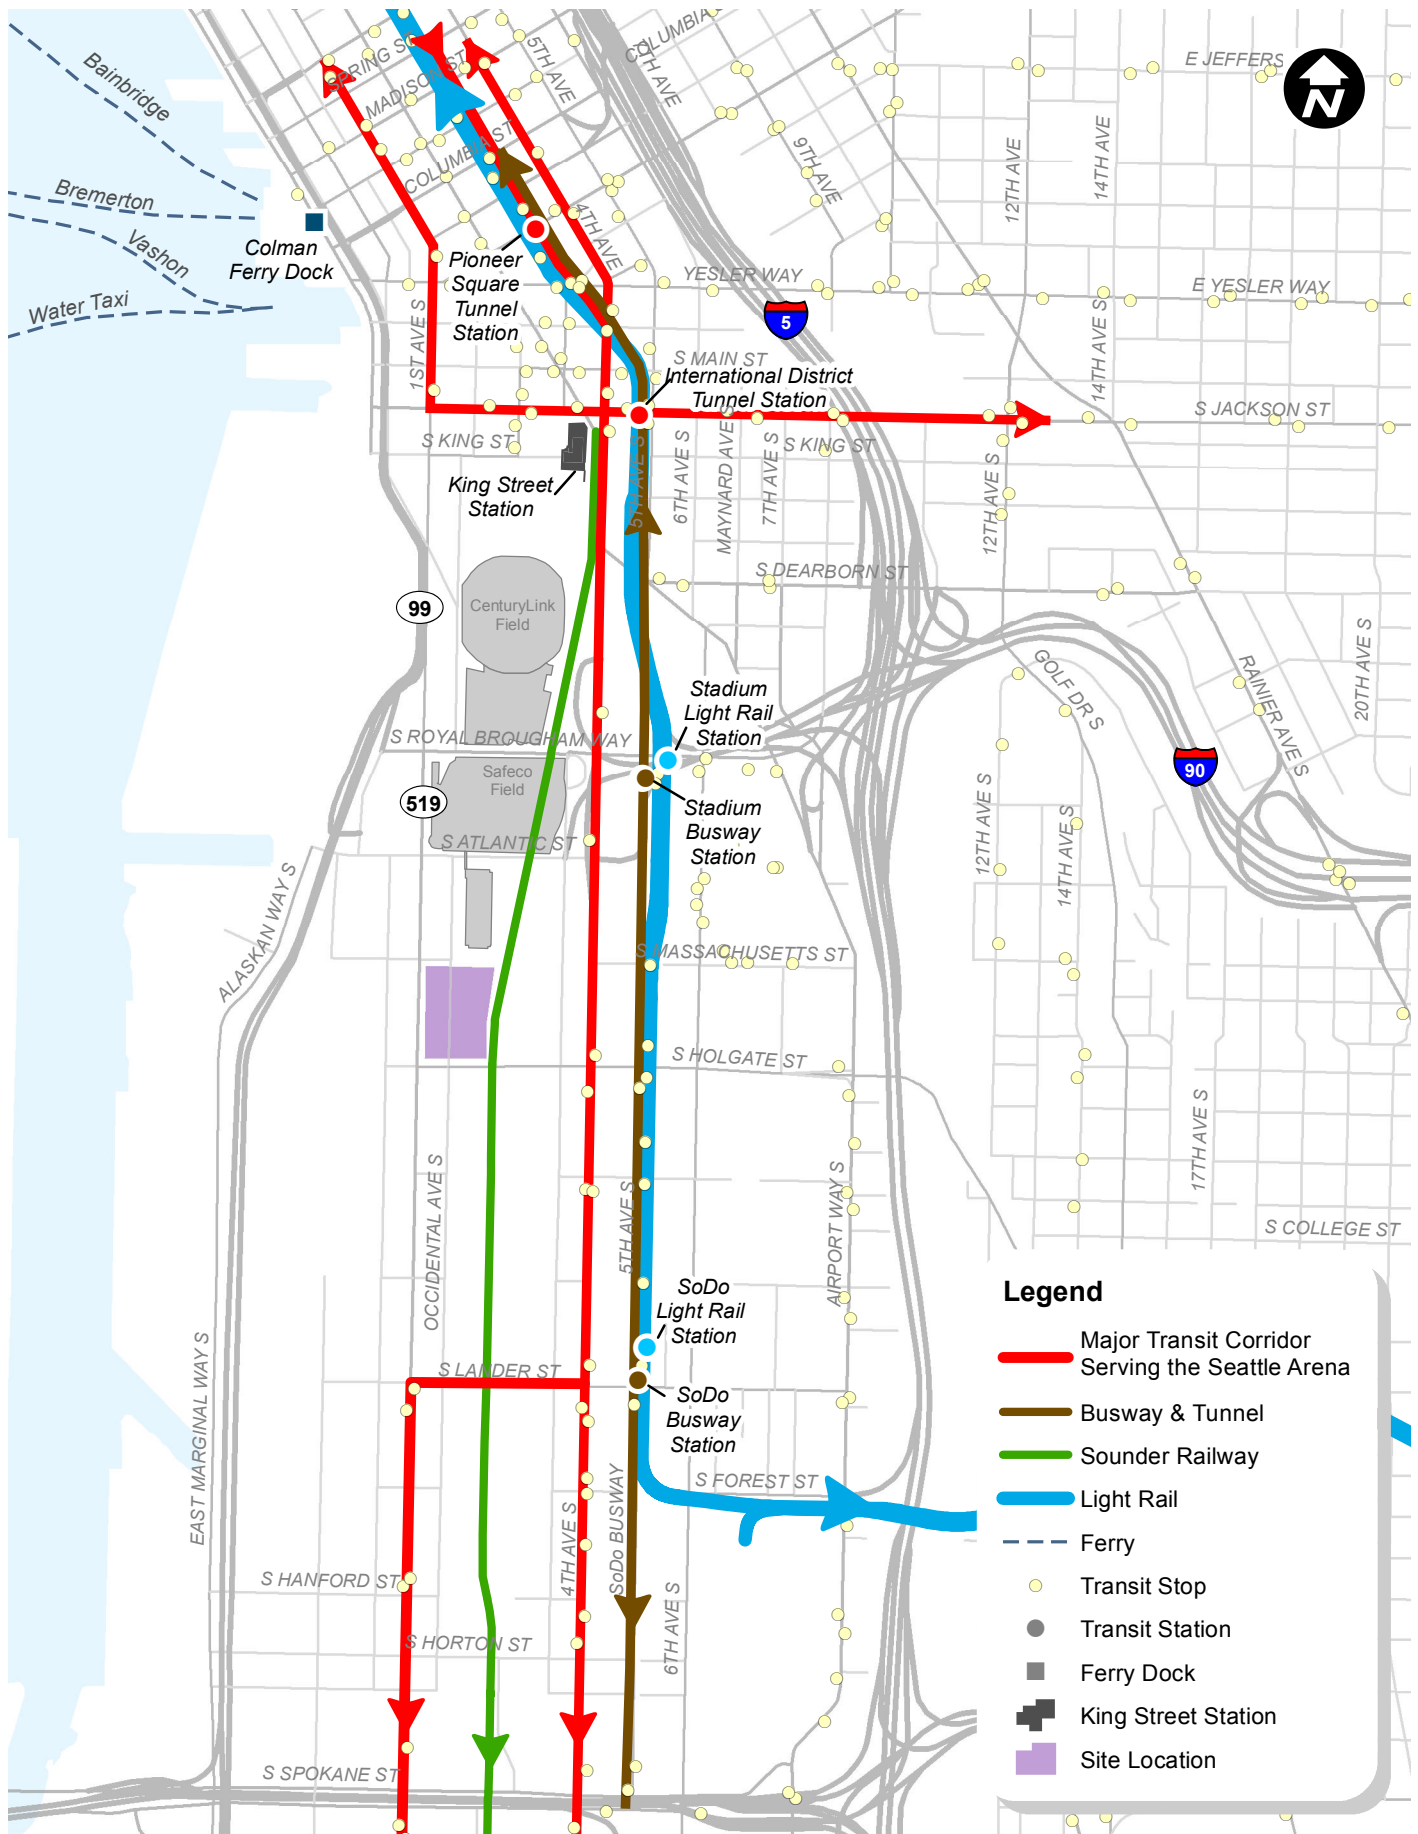 Bainbridge
Bremerton
Vashon
Water Taxi
Colman
Ferry Dock
SPRING ST
MADISON ST
COLUMBIA ST
5TH AVE
COLUMBIA
9TH AVE
4TH AVE
12TH AVE
14TH AVE
E JEFFERS
N
Pioneer
Square
Tunnel
Station
YESLER WAY
E YESLER WAY
5
1ST AVE S
S MAIN ST
International District
Tunnel Station
14TH AVE S
S JACKSON ST
S KING ST
S KING ST
King Street
Station
5TH AVE S
6TH AVE S
MAYNARD AVE S
7TH AVE S
12TH AVE S
S DEARBORN ST
99
CenturyLink
Field
GOLF DR S
RAINIER AVE S
20TH AVE S
Stadium
Light Rail
Station
S ROYAL BROUGHAM WAY
90
519
Safeco
Field
Stadium
Busway
Station
S ATLANTIC ST
12TH AVE S
14TH AVE S
ALASKAN WAY S
S MASSACHUSETTS ST
S HOLGATE ST
17TH AVE S
OCCIDENTAL AVE S
5TH AVE S
AIRPORT WAY S
S COLLEGE ST
SoDo
Light Rail
Station
EAST MARGINAL WAY S
S LANDER ST
SoDo
Busway
Station
S FOREST ST
4TH AVE S
SoDo BUSWAY
S HANFORD ST
6TH AVE S
S HORTON ST
S SPOKANE ST
Legend
Major Transit Corridor
Serving the Seattle Arena
Busway & Tunnel
Sounder Railway
Light Rail
Ferry
Transit Stop
Transit Station
Ferry Dock
King Street Station
Site Location